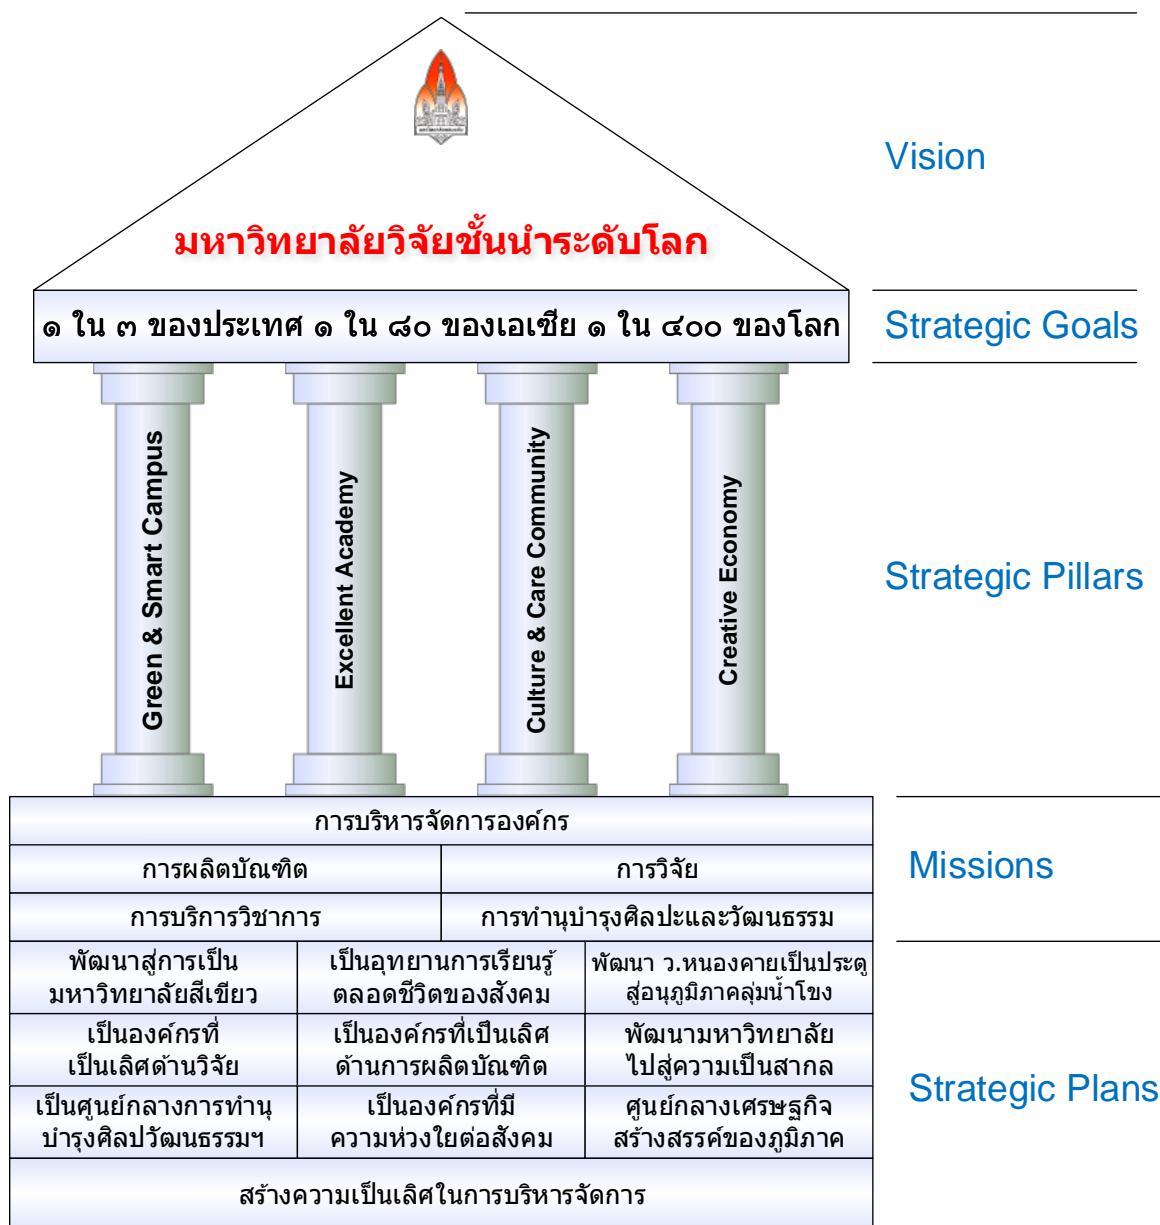 Vision
มหาวิทยาลัยวิจัยชั้นนำระดับโลก
๑ ใน ๓ ของประเทศ ๑ ใน ๘๐ ของเอเชีย ๑ ใน ๔๐๐ ของโลก
Strategic Goals
Green & Smart Campus
Excellent Academy
Culture & Care Community
Creative Economy
Strategic Pillars
การบริหารจัดการองค์กร
การผลิตบัณฑิต
การวิจัย
การบริการวิชาการ
การทำนุบำรุงศิลปะและวัฒนธรรม
Missions
พัฒนาสู่การเป็น
มหาวิทยาลัยสีเขียว
เป็นอุทยานการเรียนรู้
ตลอดชีวิตของสังคม
พัฒนา ว.หนองคายเป็นประตู
สู่อนุภูมิภาคลุ่มน้ำโขง
เป็นองค์กรที่
เป็นเลิศด้านวิจัย
เป็นองค์กรที่เป็นเลิศ
ด้านการผลิตบัณฑิต
พัฒนามหาวิทยาลัย
ไปสู่ความเป็นสากล
เป็นศูนย์กลางการทำนุ
บำรุงศิลปวัฒนธรรมฯ
เป็นองค์กรที่มี
ความห่วงใยต่อสังคม
ศูนย์กลางเศรษฐกิจ
สร้างสรรค์ของภูมิภาค
สร้างความเป็นเลิศในการบริหารจัดการ
Strategic Plans